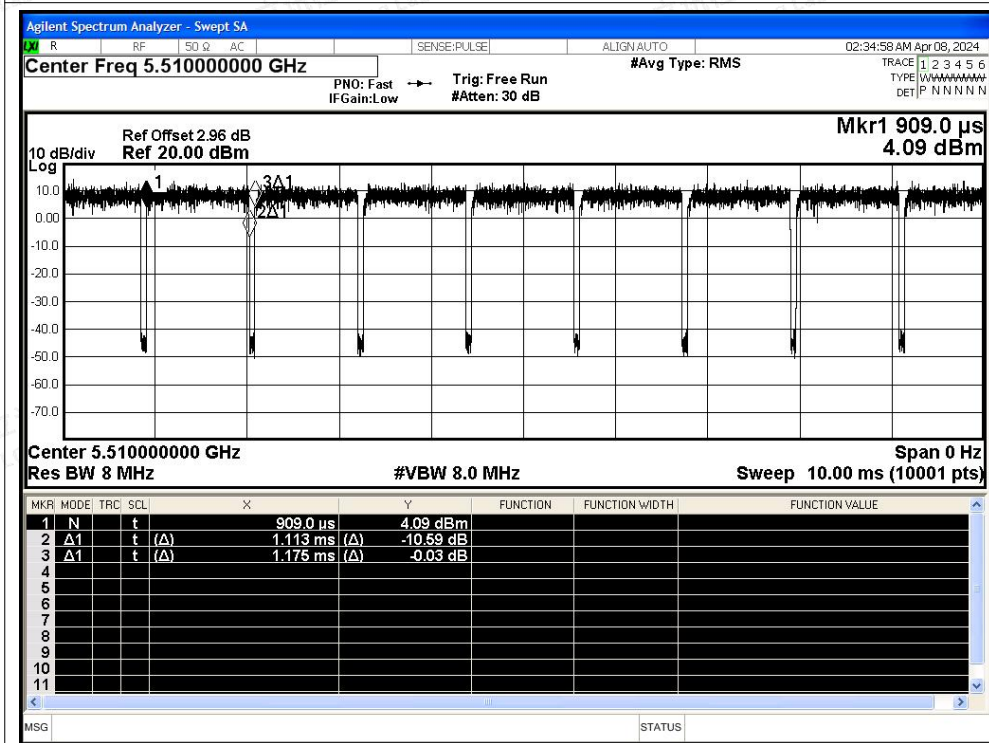 Agilent Spectrum Analyzer - Swept SA
LXI R RF 50 Ω AC SENSE:PULSE ALIGN AUTO 02:34:58 AM Apr 08, 2024
Center Freq 5.510000000 GHz
#Avg Type: RMS
TRACE 1 2 3 4 5 6
PNO: Fast Trig: Free Run
TYPE W
IFGain:Low #Atten: 30 dB
DET P N N N N N
Mkr1 909.0 µs
4.09 dBm
Ref Offset 2.96 dB
10 dB/div Ref 20.00 dBm
Log
1 3Δ1
10.0
2Δ1
0.00
-10.0
-20.0
-30.0
-40.0
-50.0
-60.0
-70.0
Center 5.510000000 GHz Span 0 Hz
Res BW 8 MHz #VBW 8.0 MHz Sweep 10.00 ms (10001 pts)
MKR MODE TRC SCL X Y FUNCTION FUNCTION WIDTH FUNCTION VALUE
1 N t 909.0 µs 4.09 dBm
2 Δ1 t (Δ) 1.113 ms (Δ) -10.59 dB
3 Δ1 t (Δ) 1.175 ms (Δ) -0.03 dB
4
5
6
7
8
9
10
11
MSG STATUS